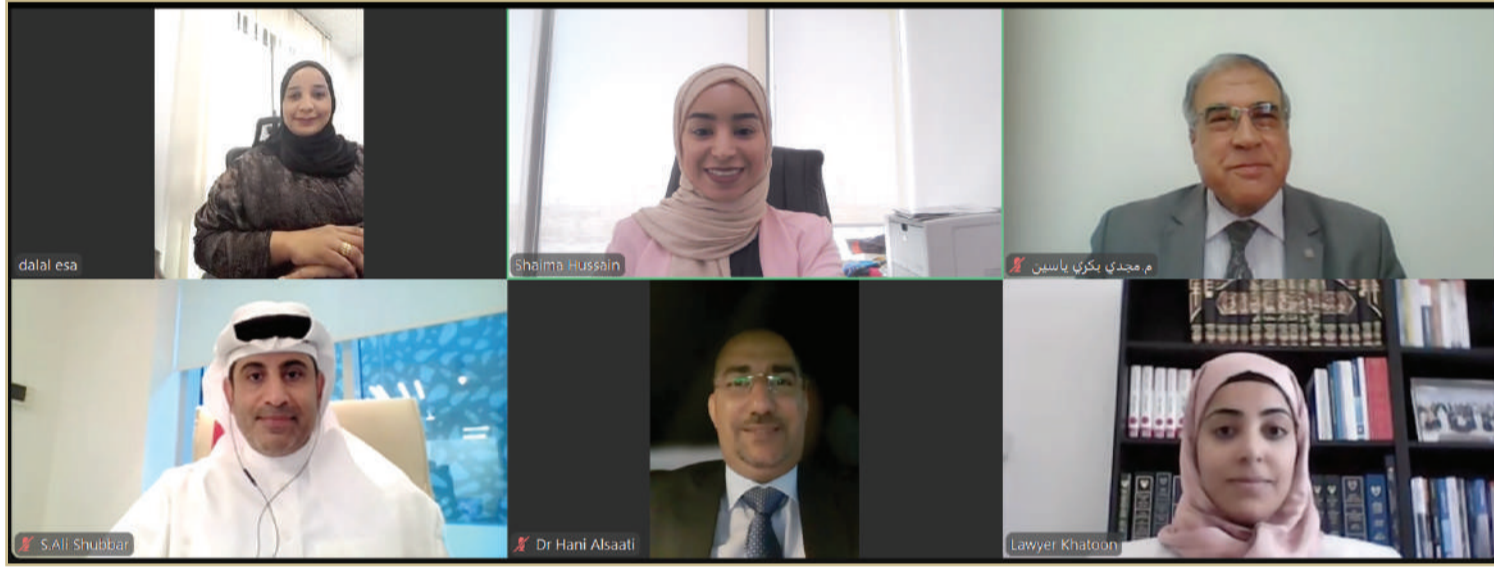 dalal esa
Shaima Hussain
م. مجدي بكري ياسين
S.Ali Shubbar
Dr Hani Alsaati
Lawyer Khatoon